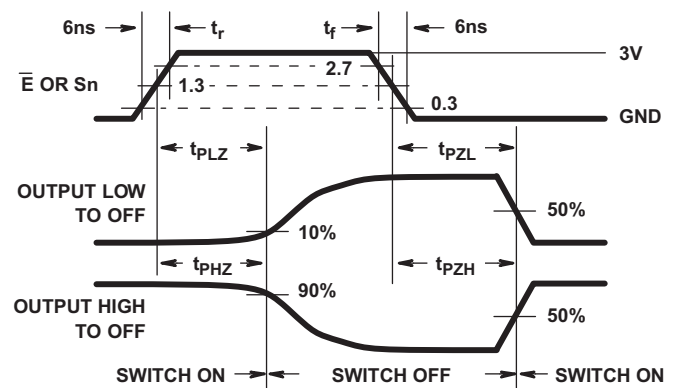 6ns tr tf 6ns
3V
2.7
E̅ OR Sn
1.3
0.3
GND
tPLZ tPZL
OUTPUT LOW
TO OFF
50%
10%
tPHZ tPZH
90%
OUTPUT HIGH
TO OFF
50%
SWITCH ON SWITCH OFF SWITCH ON